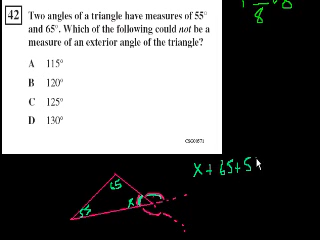 42 Two angles of a triangle have measures of 55°
and 65°. Which of the following could not be a
measure of an exterior angle of the triangle?
A 115°
B 120°
C 125°
D 130°
8
x + 65 + 5
65
55
x